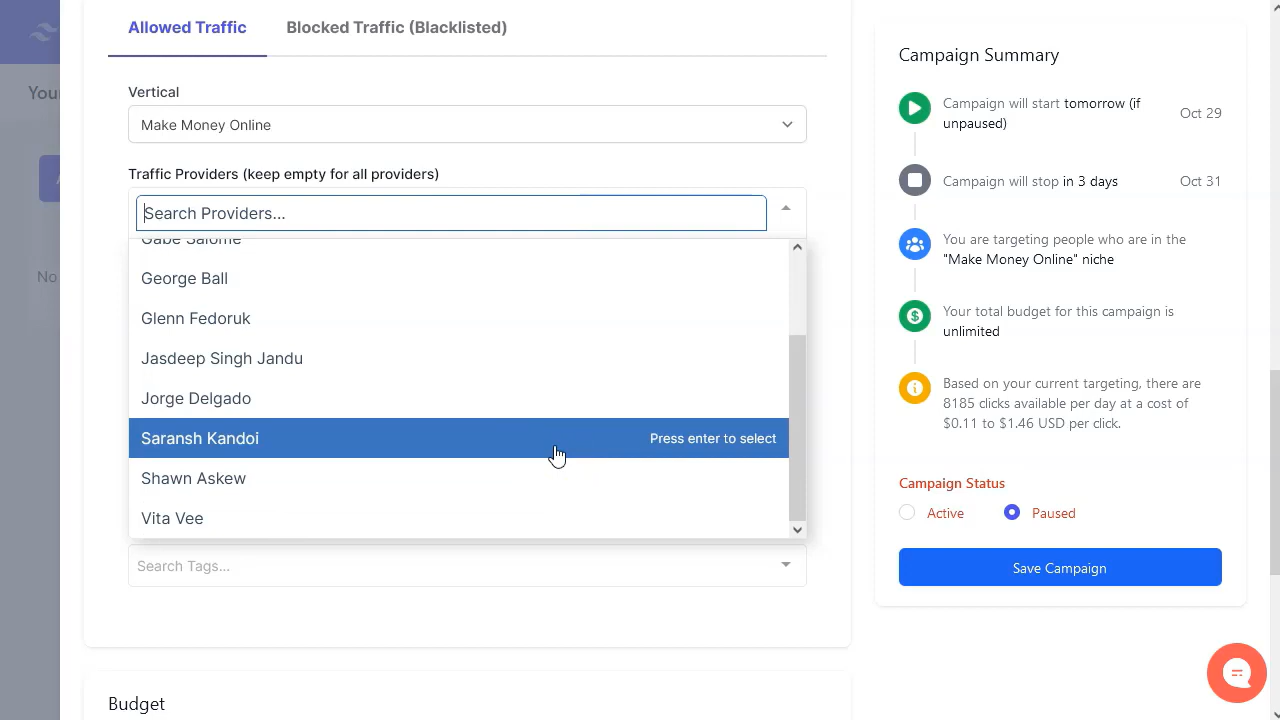 Allowed Traffic
Blocked Traffic (Blacklisted)
Your
Vertical
Make Money Online
Traffic Providers (keep empty for all providers)
Search Providers...
No
Gabe Salome
George Ball
Glenn Fedoruk
Jasdeep Singh Jandu
Jorge Delgado
Saransh Kandoi
Press enter to select
Shawn Askew
Vita Vee
Search Tags...
Budget
Campaign Summary
Campaign will start tomorrow (if
unpaused)
Oct 29
Campaign will stop in 3 days
Oct 31
You are targeting people who are in the
"Make Money Online" niche
Your total budget for this campaign is
unlimited
Based on your current targeting, there are
8185 clicks available per day at a cost of
$0.11 to $1.46 USD per click.
Campaign Status
Active
Paused
Save Campaign